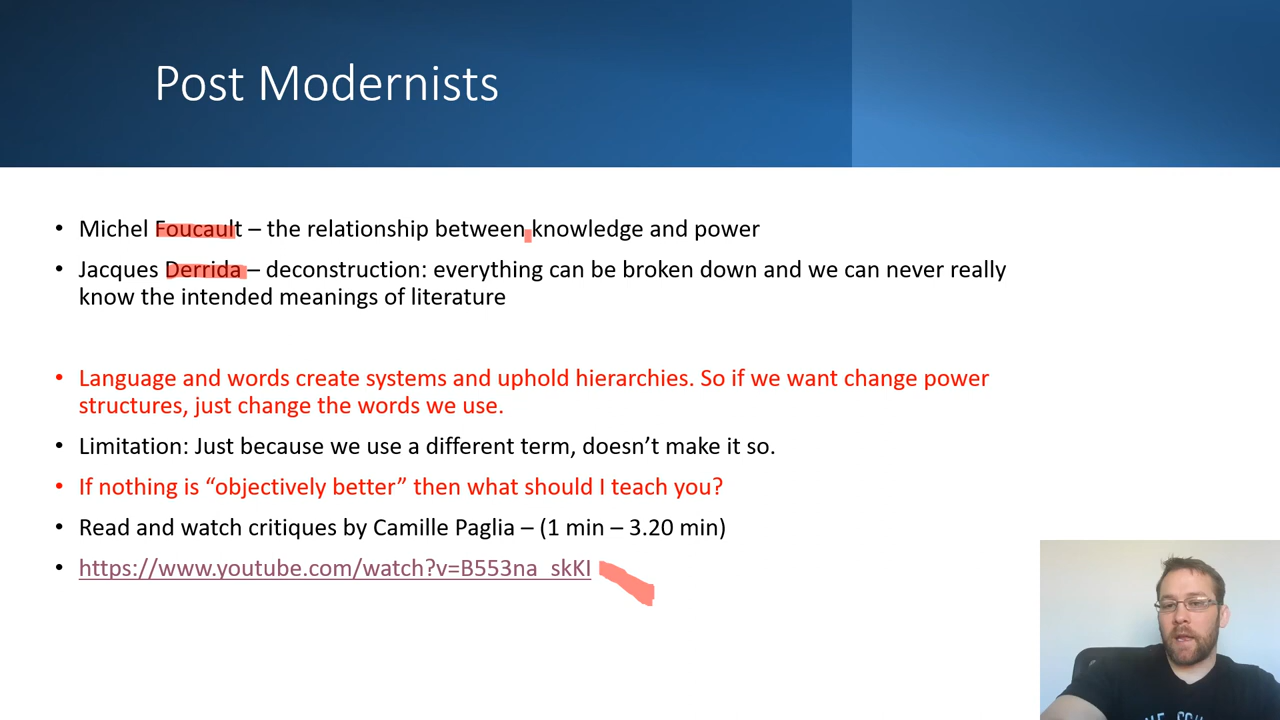 Post Modernists
• Michel Foucault – the relationship between knowledge and power
• Jacques Derrida – deconstruction: everything can be broken down and we can never really
know the intended meanings of literature
• Language and words create systems and uphold hierarchies. So if we want change power
structures, just change the words we use.
• Limitation: Just because we use a different term, doesn’t make it so.
• If nothing is “objectively better” then what should I teach you?
• Read and watch critiques by Camille Paglia – (1 min – 3.20 min)
• https://www.youtube.com/watch?v=B553na_skKI